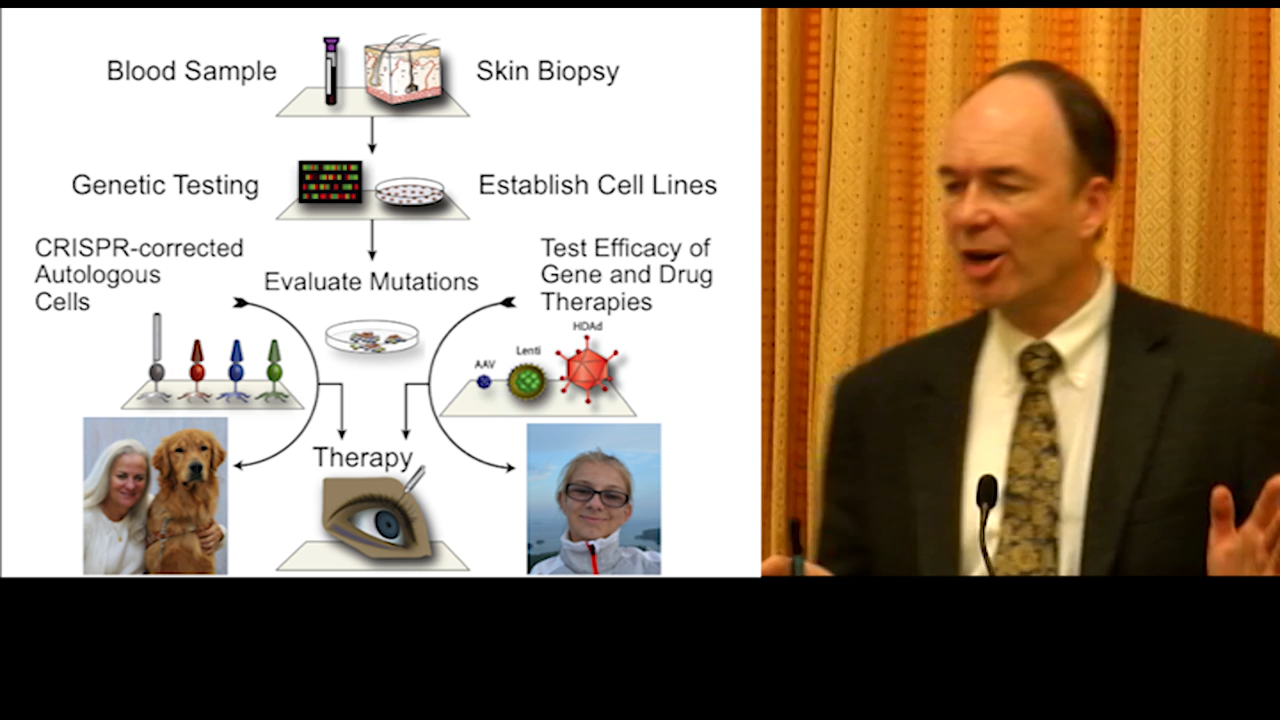 Blood Sample
Skin Biopsy
Genetic Testing
Establish Cell Lines
CRISPR-corrected
Autologous
Cells
Evaluate Mutations
Test Efficacy of
Gene and Drug
Therapies
AAV
Lenti
HDAd
Therapy